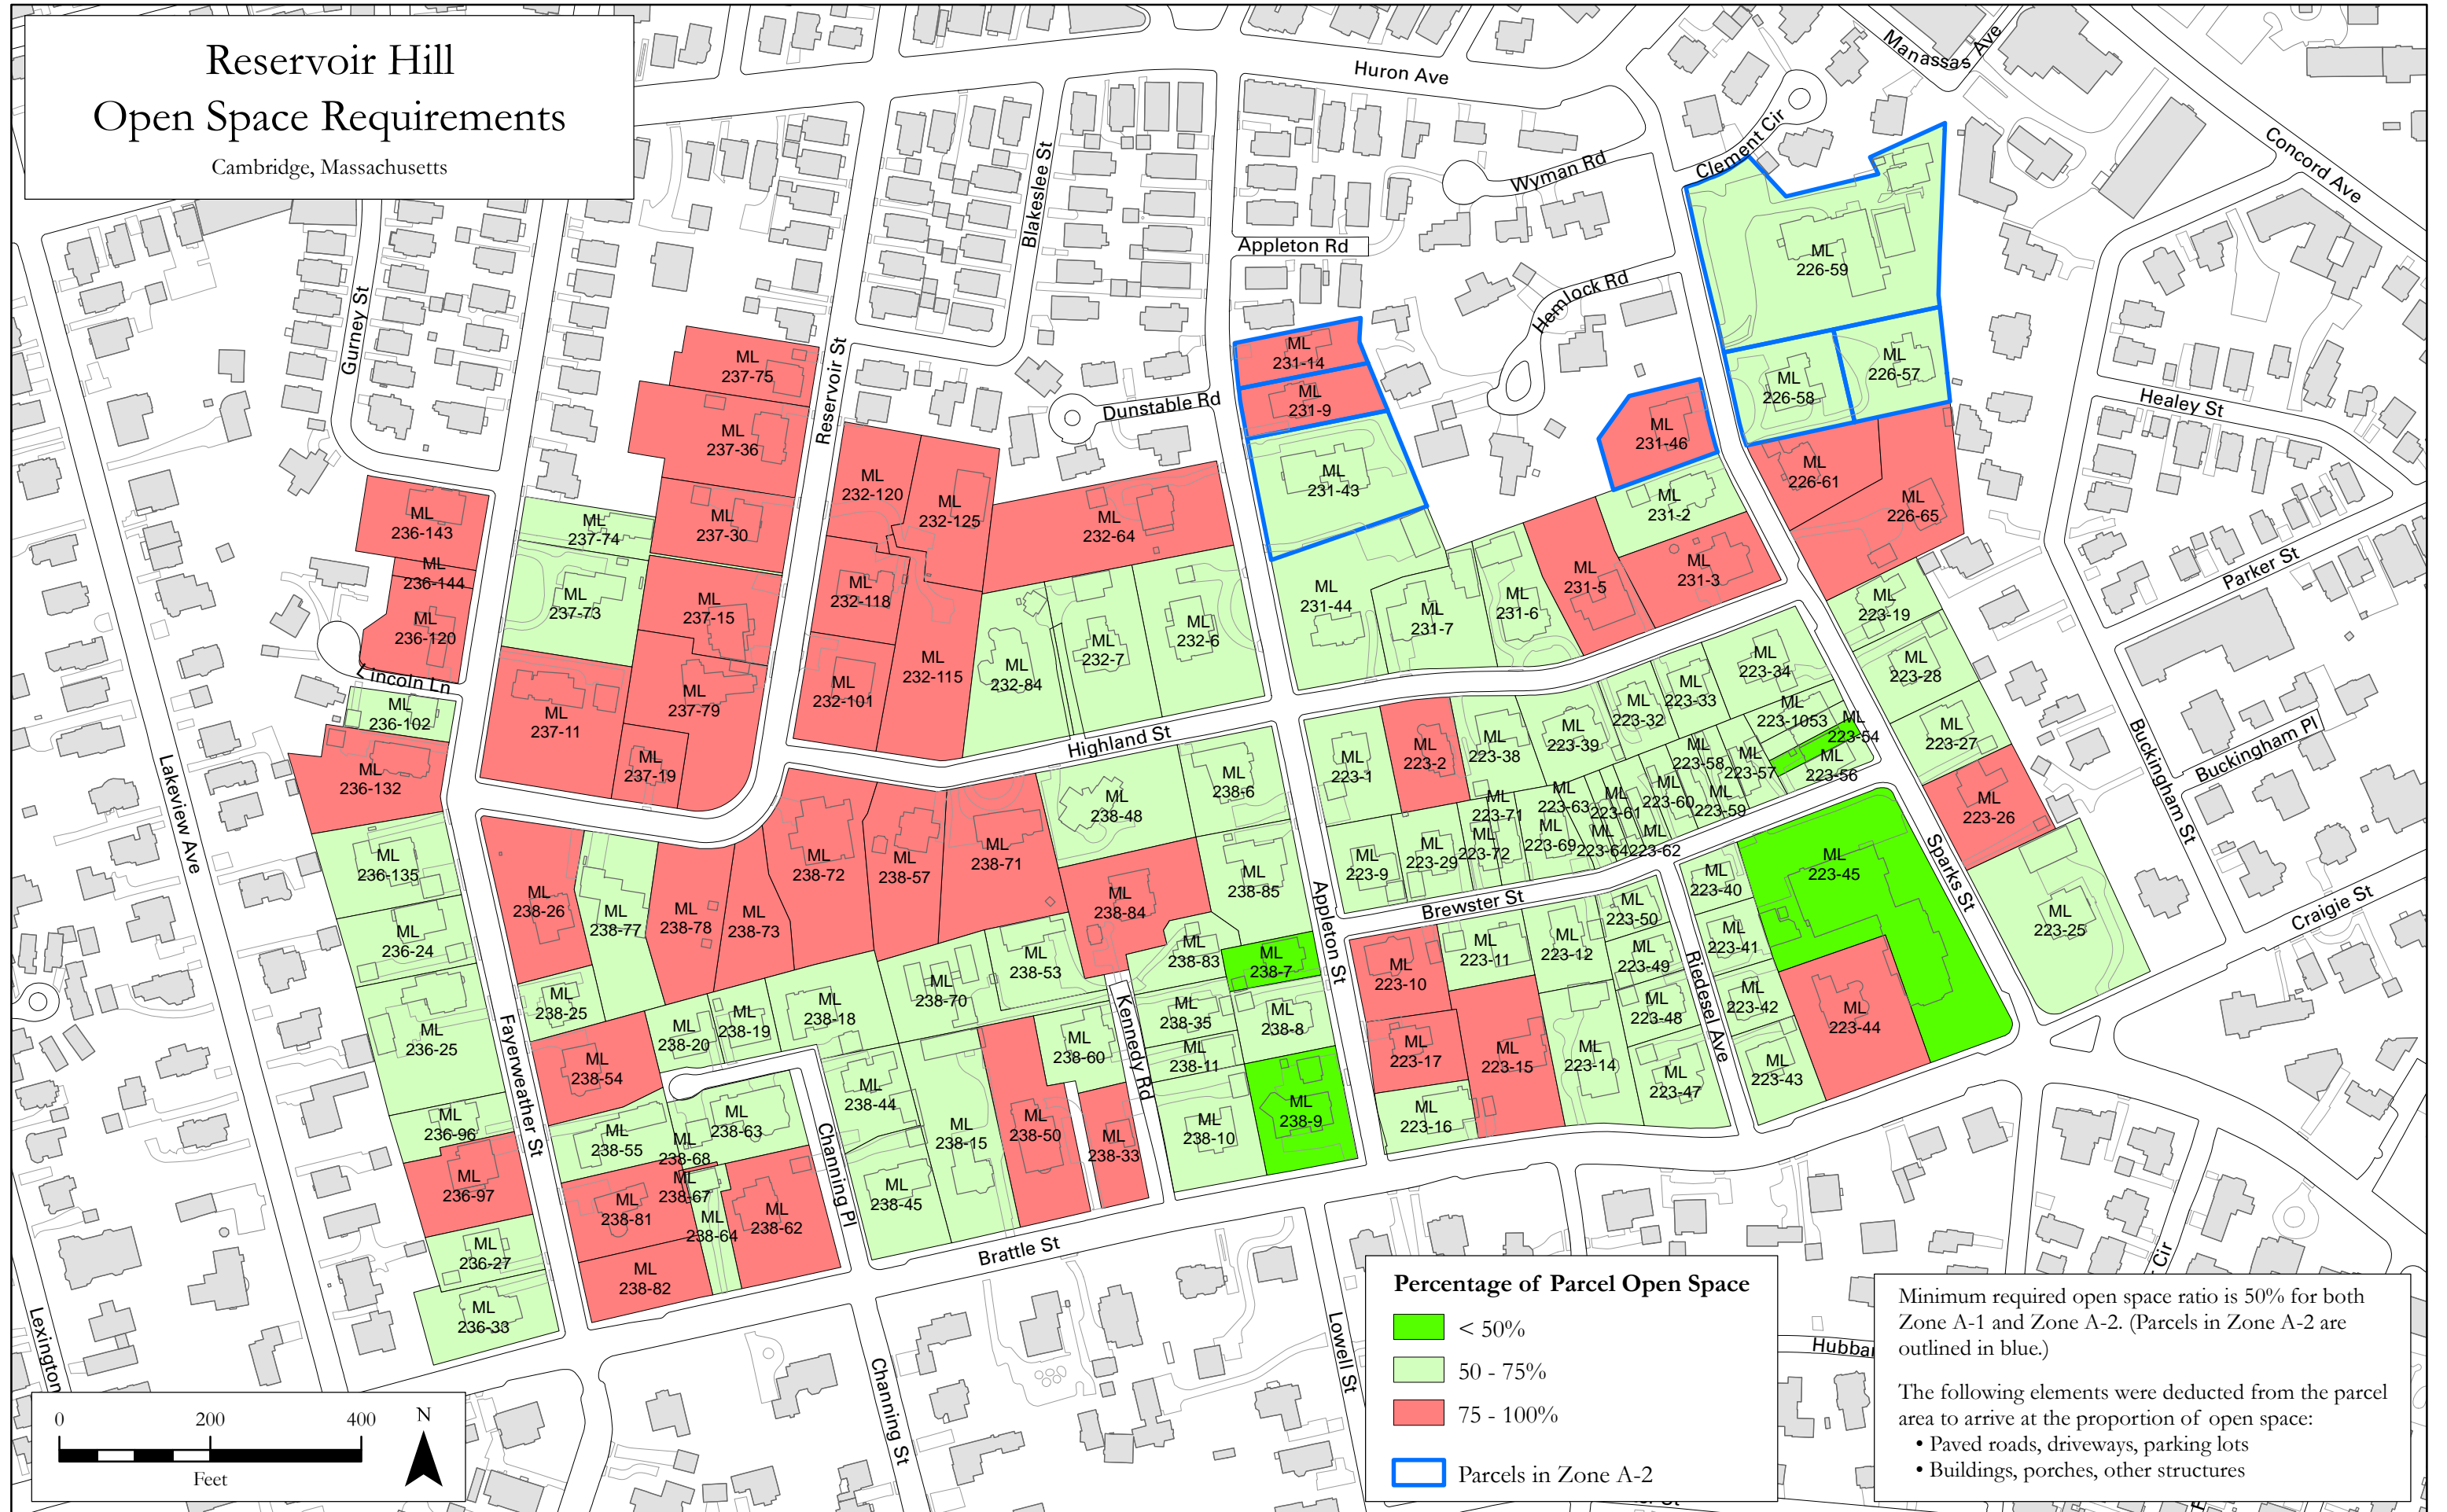 Reservoir Hill
Open Space Requirements
Cambridge, Massachusetts
Huron Ave
Manassas Ave
Concord Ave
Clement Cir
Wyman Rd
Blakeslee St
Appleton Rd
Hemlock Rd
Gurney St
Reservoir St
Dunstable Rd
Healey St
Parker St
Buckingham Pl
Buckingham St
Craigie St
Lincoln Ln
Lakeview Ave
Highland St
Appleton St
Brewster St
Sparks St
Riedesel Ave
Kennedy Rd
Fayerweather St
Channing Pl
Brattle St
Lexington
Channing St
Lowell St
Hubba
Cir
ML
226-59
ML
226-58
ML
226-57
ML
226-61
ML
226-65
ML
231-14
ML
231-9
ML
231-43
ML
231-46
ML
231-2
ML
231-3
ML
231-5
ML
231-6
ML
231-7
ML
231-44
ML
237-75
ML
237-36
ML
237-30
ML
237-74
ML
237-73
ML
237-15
ML
237-79
ML
237-11
ML
237-19
ML
232-120
ML
232-125
ML
232-64
ML
232-118
ML
232-115
ML
232-101
ML
232-84
ML
232-7
ML
232-6
ML
236-143
ML
236-144
ML
236-120
ML
236-102
ML
236-132
ML
236-135
ML
236-24
ML
236-25
ML
236-96
ML
236-97
ML
236-27
ML
236-33
ML
223-19
ML
223-28
ML
223-27
ML
223-26
ML
223-25
ML
223-34
ML
223-33
ML
223-32
ML
223-39
ML
223-38
ML
223-2
ML
223-1
ML
223-1053
ML
223-54
ML
223-56
ML
223-57
ML
223-58
ML
223-59
ML
223-60
ML
223-61
ML
223-62
ML
223-63
ML
223-64
ML
223-69
ML
223-71
ML
223-72
ML
223-29
ML
223-9
ML
223-10
ML
223-11
ML
223-12
ML
223-50
ML
223-49
ML
223-48
ML
223-47
ML
223-14
ML
223-15
ML
223-17
ML
223-16
ML
223-40
ML
223-41
ML
223-42
ML
223-43
ML
223-44
ML
223-45
ML
238-6
ML
238-48
ML
238-71
ML
238-57
ML
238-72
ML
238-73
ML
238-78
ML
238-77
ML
238-26
ML
238-25
ML
238-54
ML
238-20
ML
238-19
ML
238-18
ML
238-70
ML
238-53
ML
238-84
ML
238-85
ML
238-83
ML
238-7
ML
238-35
ML
238-8
ML
238-11
ML
238-9
ML
238-10
ML
238-60
ML
238-33
ML
238-50
ML
238-15
ML
238-44
ML
238-45
ML
238-63
ML
238-55
ML
238-68
ML
238-67
ML
238-64
ML
238-62
ML
238-81
ML
238-82
0 200 400
Feet
N
Percentage of Parcel Open Space
< 50%
50 - 75%
75 - 100%
Parcels in Zone A-2
Minimum required open space ratio is 50% for both
Zone A-1 and Zone A-2. (Parcels in Zone A-2 are
outlined in blue.)
The following elements were deducted from the parcel
area to arrive at the proportion of open space:
• Paved roads, driveways, parking lots
• Buildings, porches, other structures